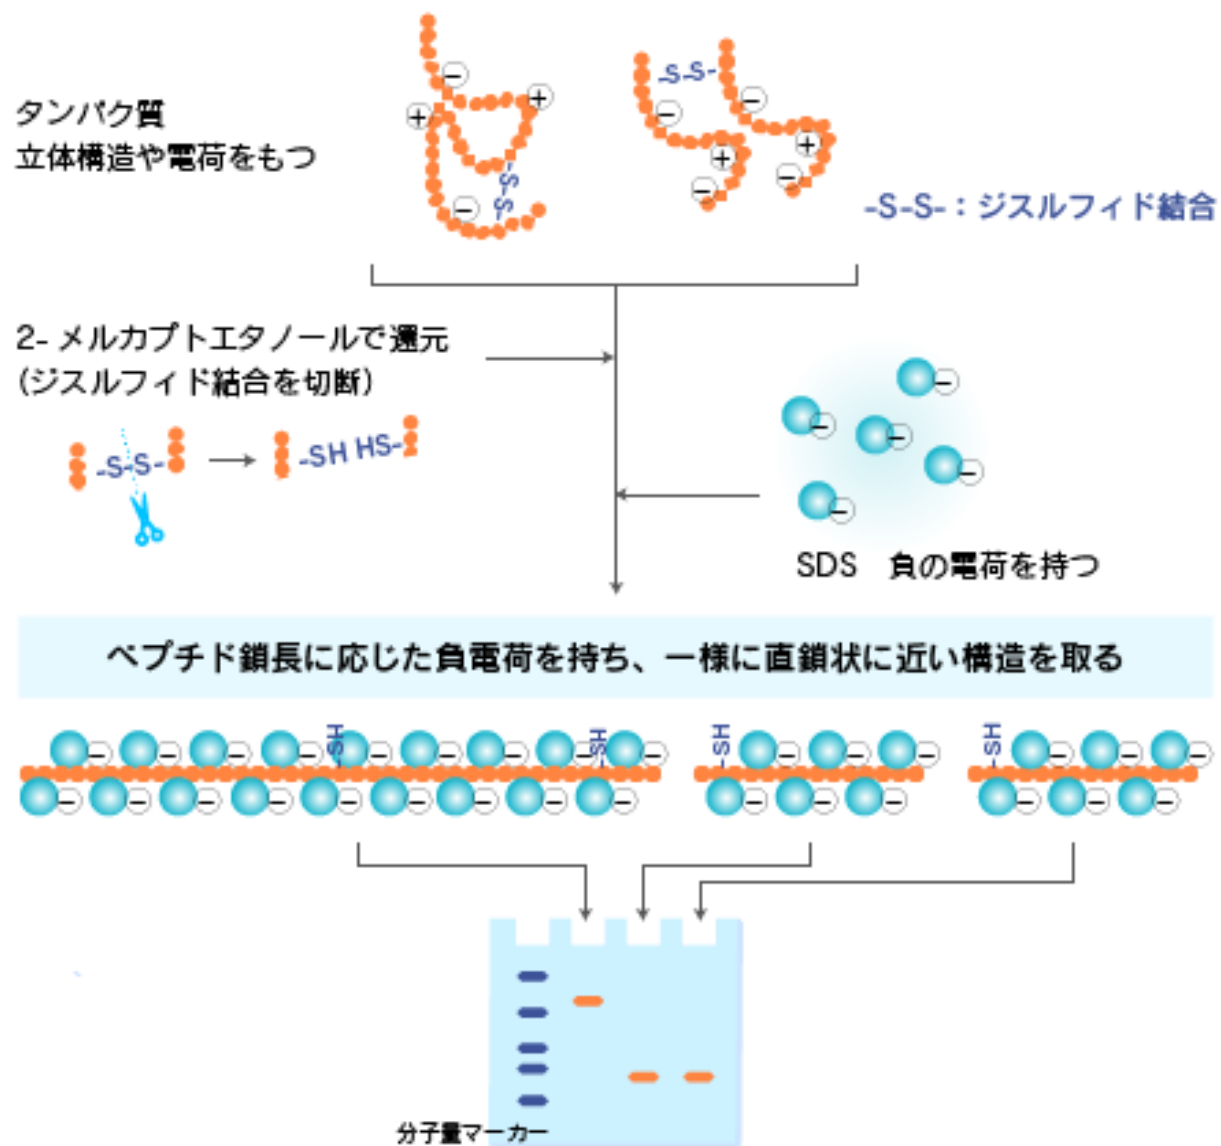 タンパク質
立体構造や電荷をもつ
-S-S-
-S-S-
-S-S-：ジスルフィド結合
2- メルカプトエタノールで還元
(ジスルフィド結合を切断)
-S-S-
-SH HS-
SDS　負の電荷を持つ
ペプチド鎖長に応じた負電荷を持ち、一様に直鎖状に近い構造を取る
-SH
-SH
-SH
-SH
分子量マーカー